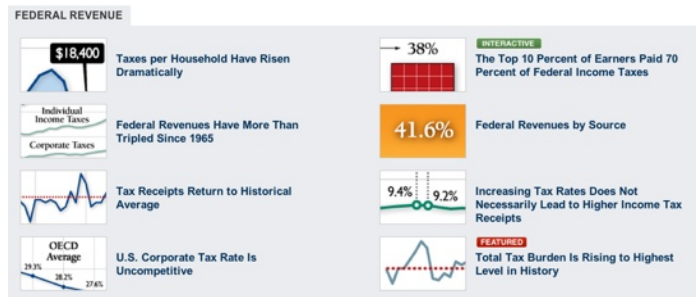 FEDERAL REVENUE
$18,400
Taxes per Household Have Risen
Dramatically
Individual
Income Taxes
Corporate Taxes
Federal Revenues Have More Than
Tripled Since 1965
Tax Receipts Return to Historical
Average
OECD
Average
29.3%
28.2%
27.6%
U.S. Corporate Tax Rate Is
Uncompetitive
38%
INTERACTIVE
The Top 10 Percent of Earners Paid 70
Percent of Federal Income Taxes
41.6%
Federal Revenues by Source
9.4%
9.2%
Increasing Tax Rates Does Not
Necessarily Lead to Higher Income Tax
Receipts
FEATURED
Total Tax Burden Is Rising to Highest
Level in History